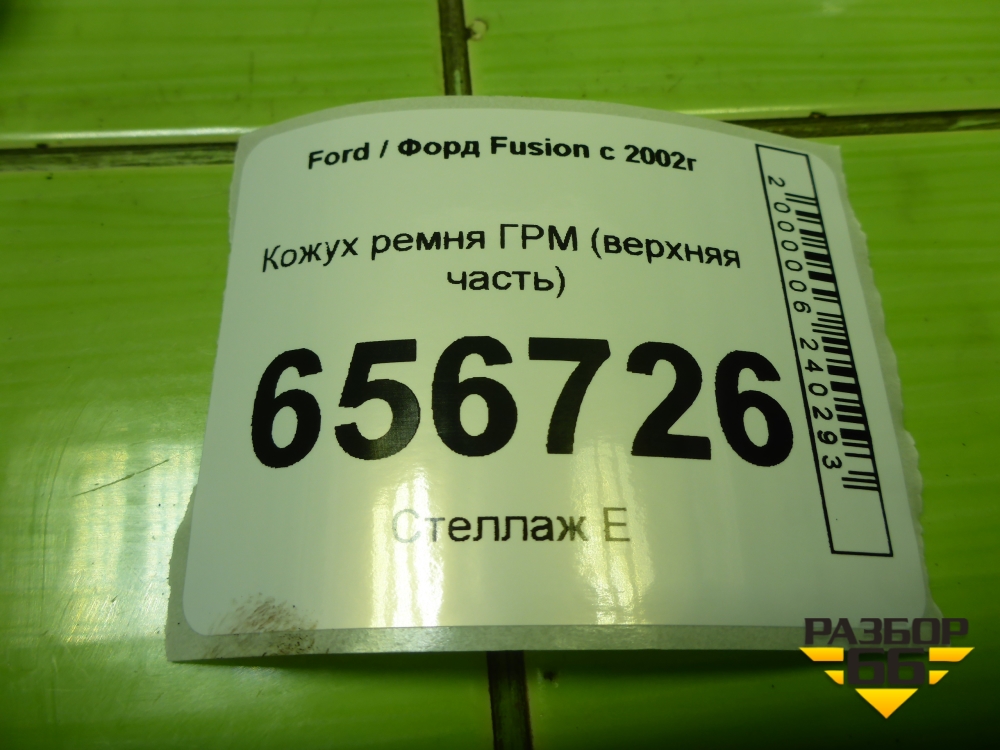 Ford / Форд Fusion с 2002г
Кожух ремня ГРМ (верхняя
часть)
656726
Стеллаж Е
2000006240293
РАЗБОР
66